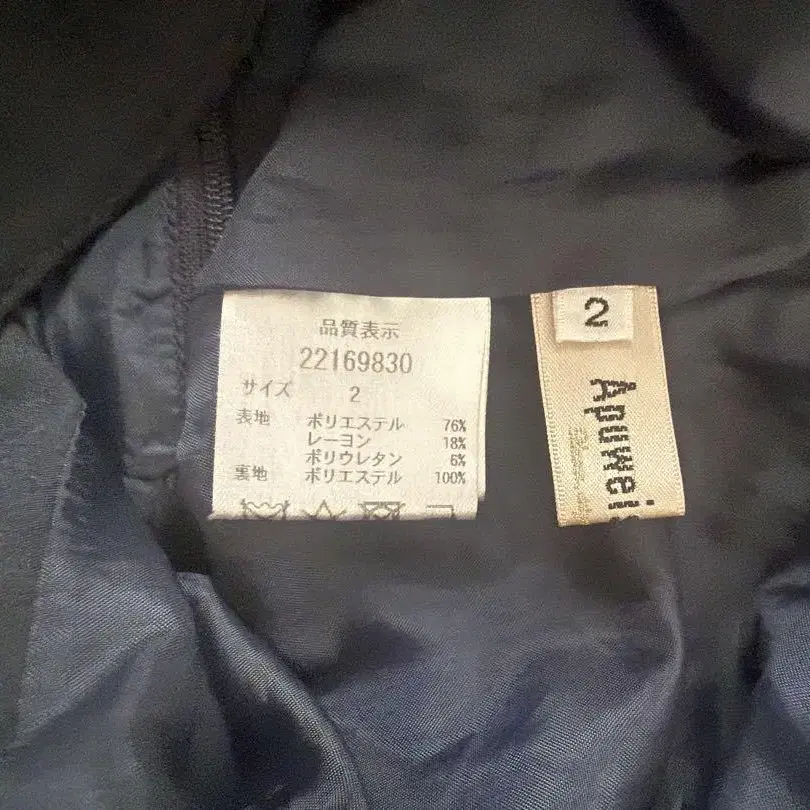 品質表示
22169830
サイズ 2
表地 ポリエステル 76%
レーヨン 18%
ポリウレタン 6%
裏地 ポリエステル 100%
2